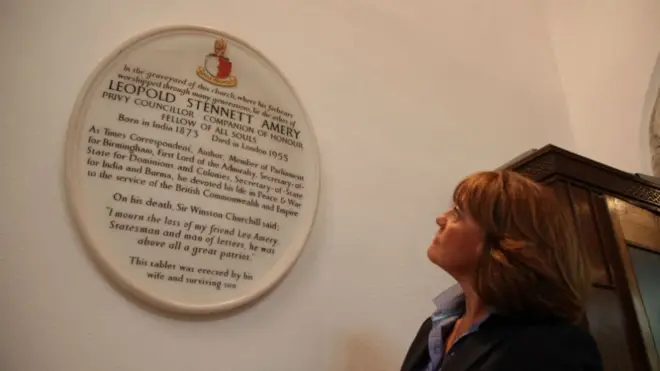 In the graveyard of this church, where his forbears
worshipped through many generations, lie the ashes of
LEOPOLD STENNETT AMERY
PRIVY COUNCILLOR COMPANION OF HONOUR
FELLOW OF ALL SOULS
Born in India 1873 Died in London 1955
As Times Correspondent, Author, Member of Parliament
for Birmingham, First Lord of the Admiralty, Secretary-of-
State for Dominions and Colonies, Secretary-of-State
for India and Burma, he devoted his life in Peace & War
to the service of the British Commonwealth and Empire
On his death, Sir Winston Churchill said:
"I mourn the loss of my friend Leo Amery.
Statesman and man of letters, he was
above all a great patriot."
This tablet was erected by his
wife and surviving son